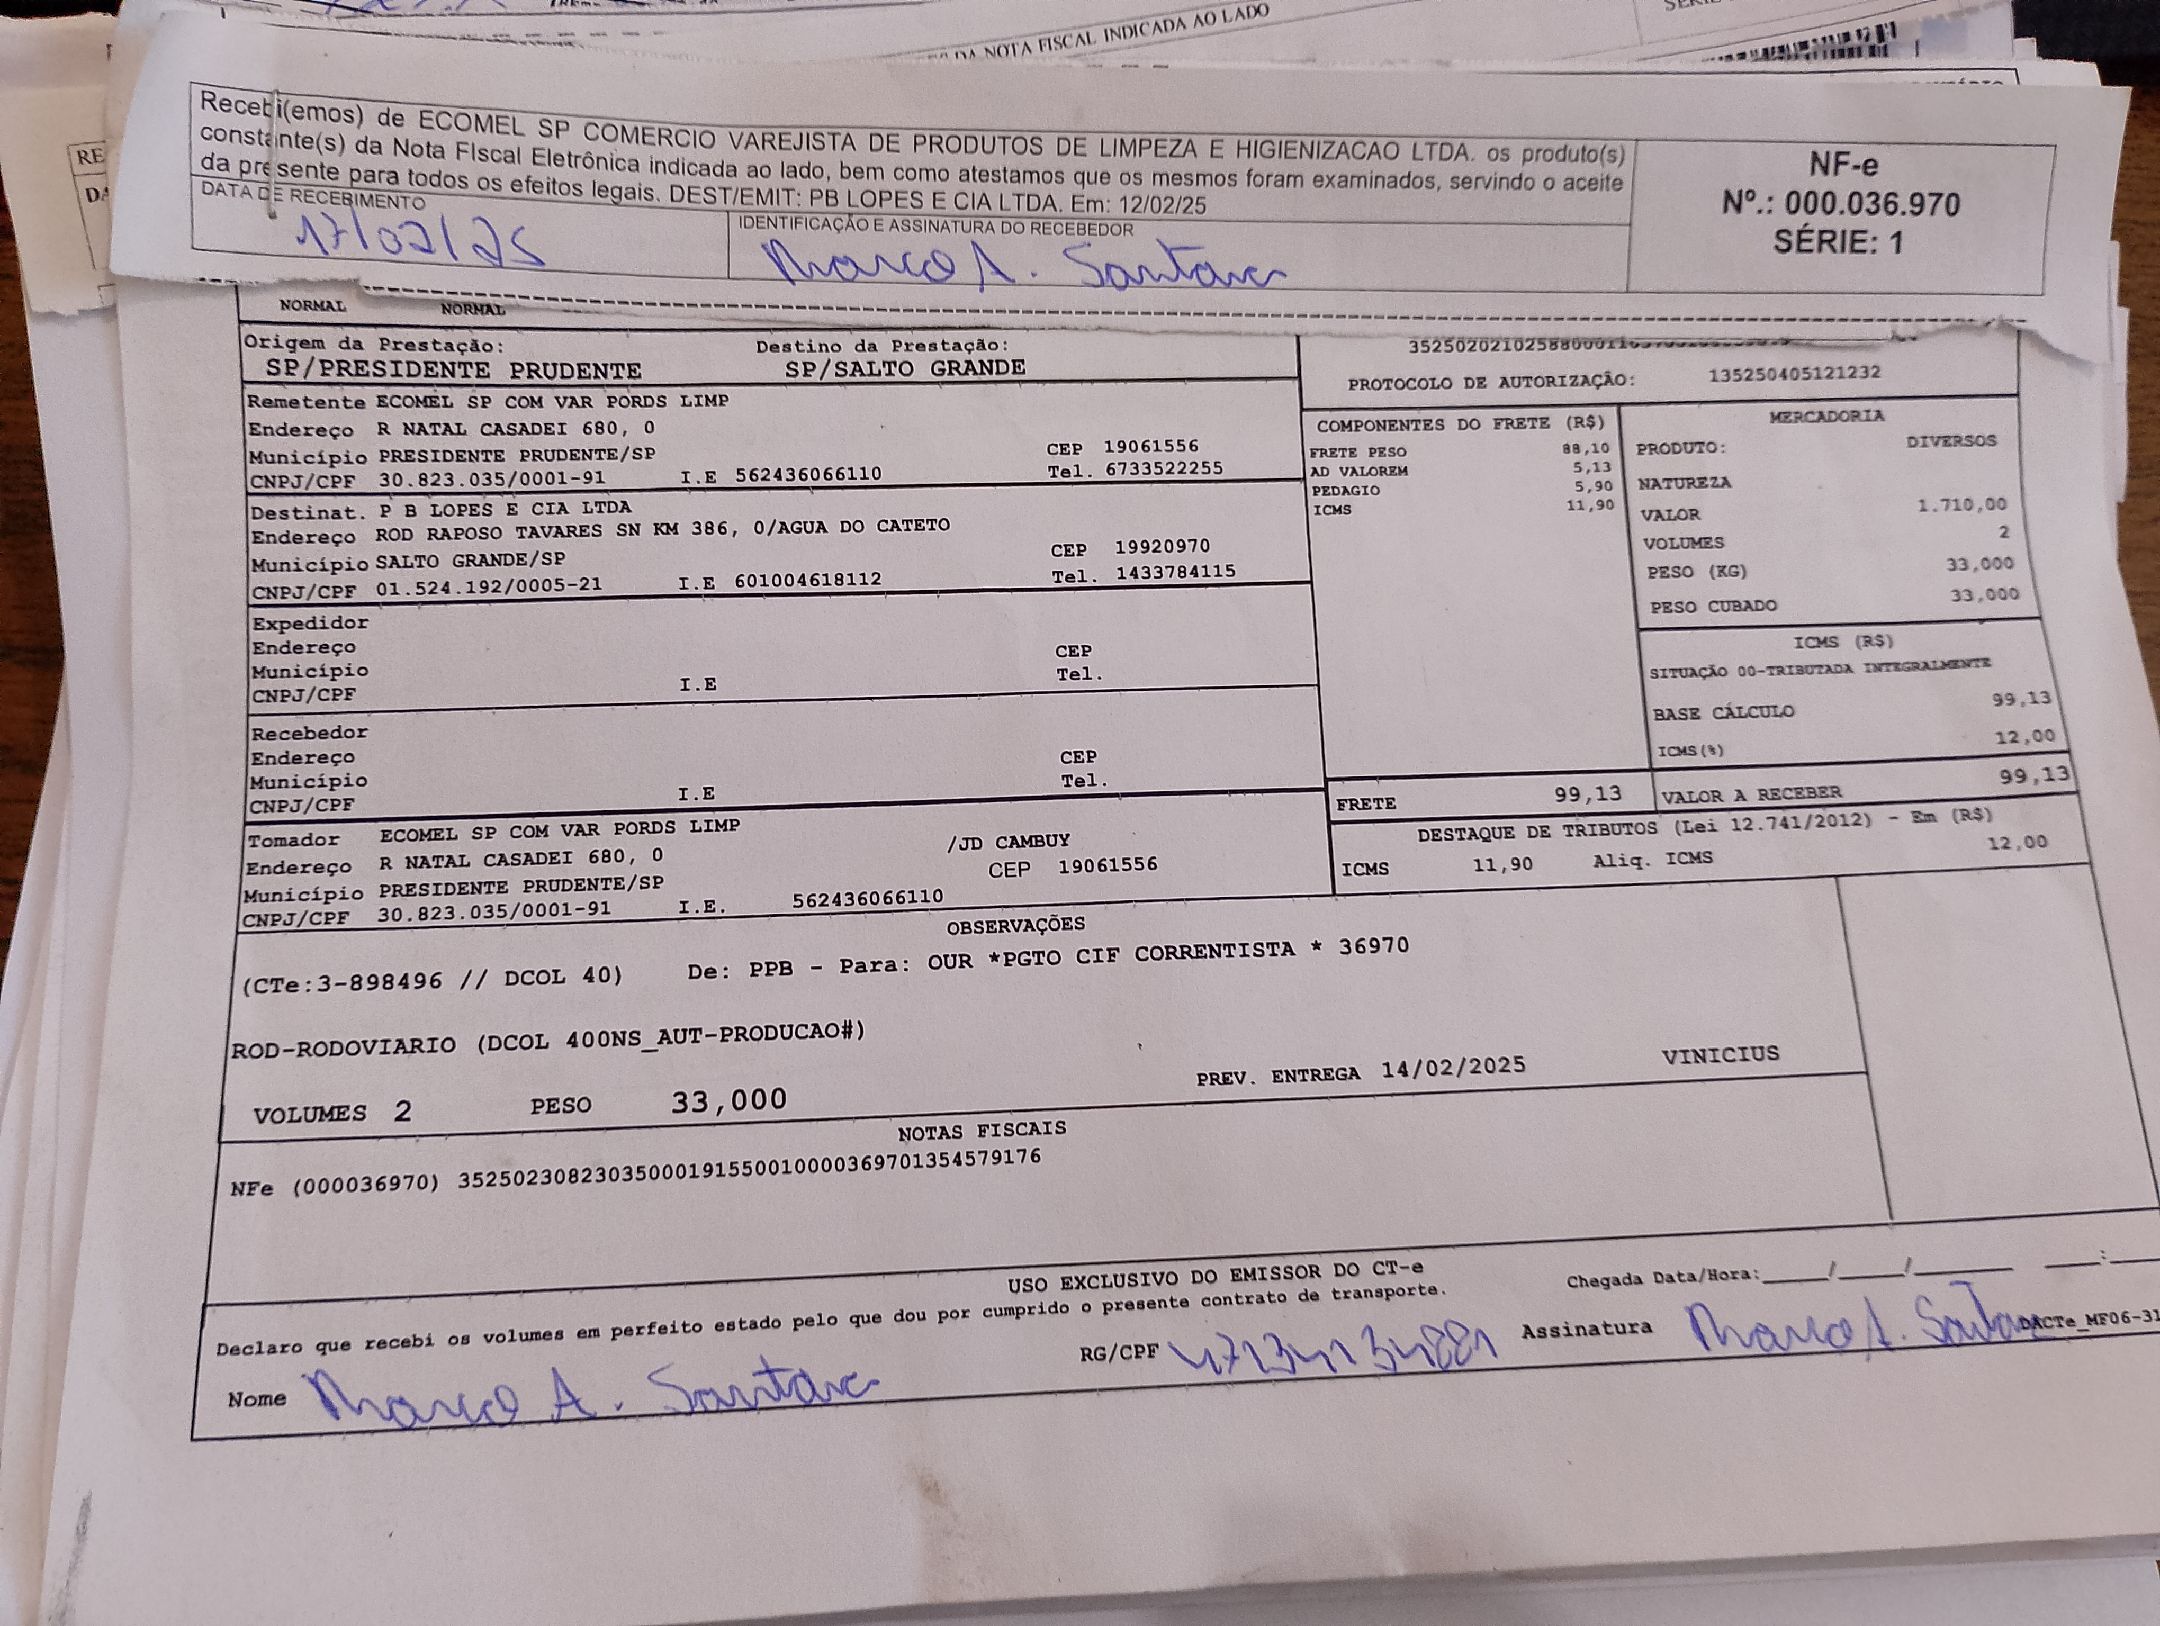 DA NOTA FISCAL INDICADA AO LADO
Recebi(emos) de ECOMEL SP COMERCIO VAREJISTA DE PRODUTOS DE LIMPEZA E HIGIENIZACAO LTDA. os produto(s)
constante(s) da Nota FIscal Eletrônica indicada ao lado, bem como atestamos que os mesmos foram examinados, servindo o aceite
da presente para todos os efeitos legais. DEST/EMIT: PB LOPES E CIA LTDA. Em: 12/02/25
NF-e
Nº.: 000.036.970
SÉRIE: 1
DATA DE RECEBIMENTO
17/02/25
IDENTIFICAÇÃO E ASSINATURA DO RECEBEDOR
Marco A. Santana
NORMAL NORMAL
Origem da Prestação: Destino da Prestação:
SP/PRESIDENTE PRUDENTE SP/SALTO GRANDE
PROTOCOLO DE AUTORIZAÇÃO: 135250405121232
Remetente ECOMEL SP COM VAR PORDS LIMP
Endereço R NATAL CASADEI 680, 0
Município PRESIDENTE PRUDENTE/SP CEP 19061556
CNPJ/CPF 30.823.035/0001-91 I.E 562436066110 Tel. 6733522255
Destinat. P B LOPES E CIA LTDA
Endereço ROD RAPOSO TAVARES SN KM 386, 0/AGUA DO CATETO
Município SALTO GRANDE/SP CEP 19920970
CNPJ/CPF 01.524.192/0005-21 I.E 601004618112 Tel. 1433784115
Expedidor
Endereço
Município CEP
CNPJ/CPF I.E Tel.
Recebedor
Endereço CEP
Município Tel.
CNPJ/CPF I.E
Tomador ECOMEL SP COM VAR PORDS LIMP
Endereço R NATAL CASADEI 680, 0 /JD CAMBUY
Município PRESIDENTE PRUDENTE/SP CEP 19061556
CNPJ/CPF 30.823.035/0001-91 I.E. 562436066110
COMPONENTES DO FRETE (R$)
FRETE PESO 88,10
AD VALOREM 5,13
PEDAGIO 5,90
ICMS 11,90
MERCADORIA
PRODUTO: DIVERSOS
NATUREZA
VALOR 1.710,00
VOLUMES 2
PESO (KG) 33,000
PESO CUBADO 33,000
ICMS (R$)
SITUAÇÃO 00-TRIBUTADA INTEGRALMENTE
BASE CÁLCULO 99,13
ICMS(%) 12,00
FRETE 99,13 VALOR A RECEBER 99,13
DESTAQUE DE TRIBUTOS (Lei 12.741/2012) - Em (R$)
ICMS 11,90 Aliq. ICMS 12,00
OBSERVAÇÕES
(CTe:3-898496 // DCOL 40) De: PPB - Para: OUR *PGTO CIF CORRENTISTA * 36970
ROD-RODOVIARIO (DCOL 400NS_AUT-PRODUCAO#)
VOLUMES 2 PESO 33,000 PREV. ENTREGA 14/02/2025 VINICIUS
NOTAS FISCAIS
NFe (000036970) 35250230823035000191550010000369701354579176
USO EXCLUSIVO DO EMISSOR DO CT-e
Declaro que recebi os volumes em perfeito estado pelo que dou por cumprido o presente contrato de transporte.
Chegada Data/Hora:____/____/______ ___:___
Nome Marco A. Santana RG/CPF 47134134881 Assinatura Marco A. Santana
DACTe_MF06-31